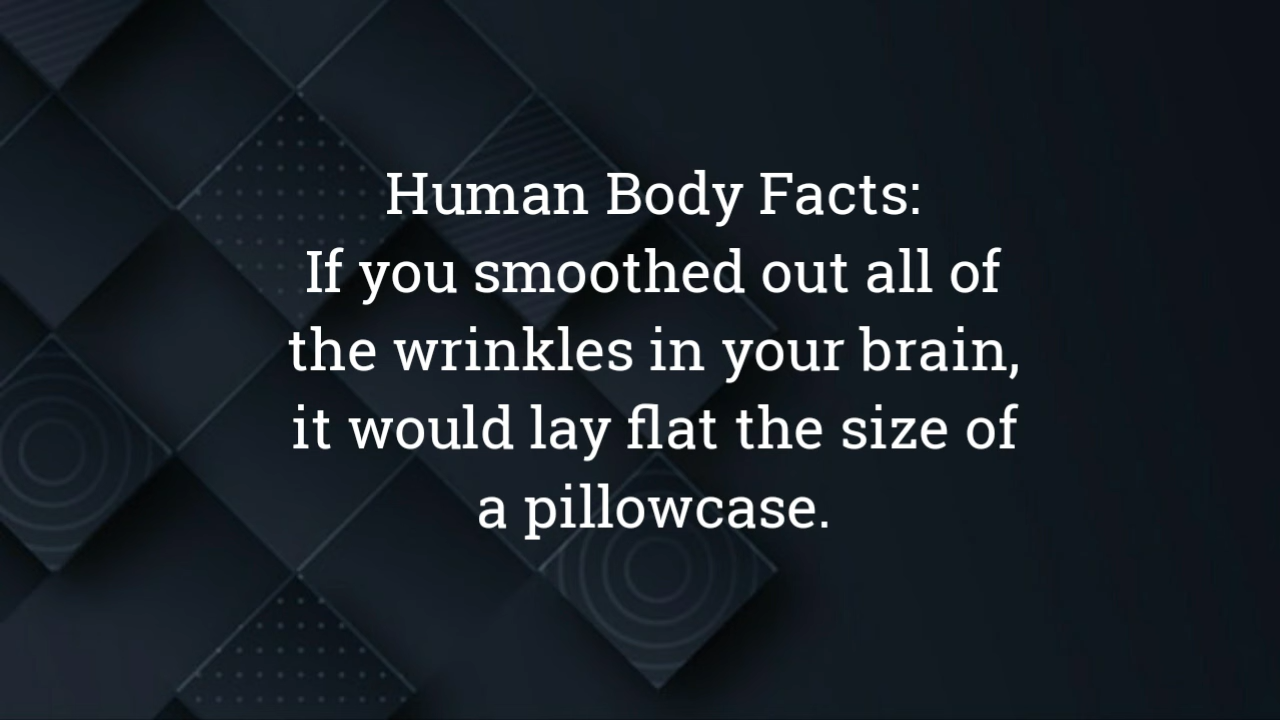 Human Body Facts:
If you smoothed out all of
the wrinkles in your brain,
it would lay flat the size of
a pillowcase.